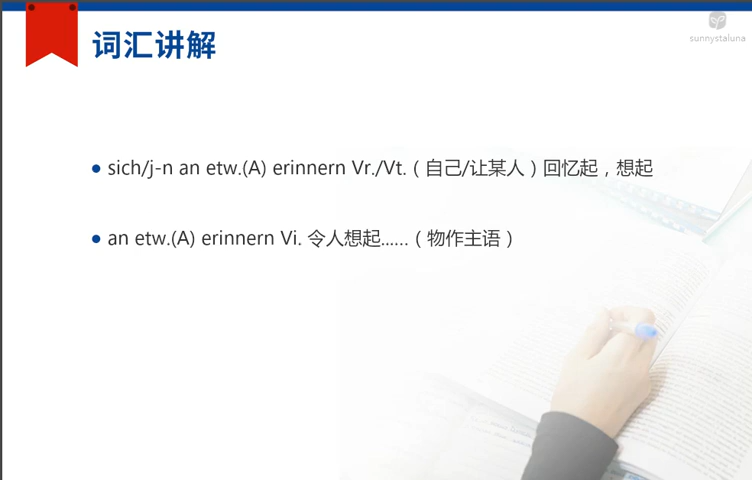 sunnystaluna
词汇讲解
sich/j-n an etw.(A) erinnern Vr./Vt.（自己/让某人）回忆起，想起
an etw.(A) erinnern Vi. 令人想起......（物作主语）